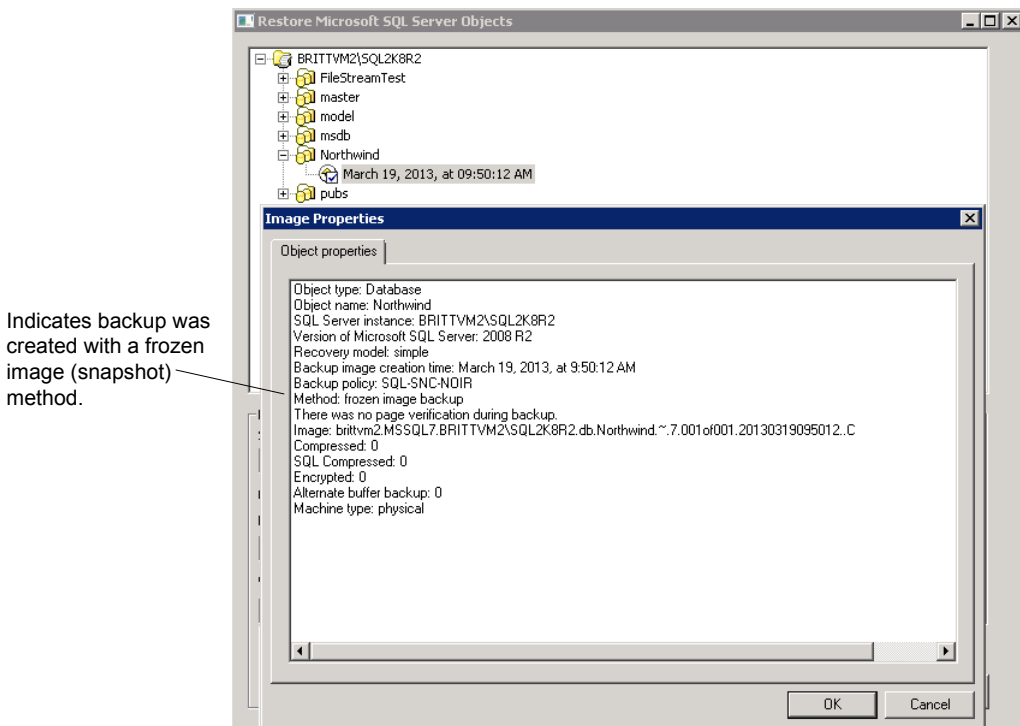 Restore Microsoft SQL Server Objects
BRITTVM2\SQL2K8R2
FileStreamTest
master
model
msdb
Northwind
March 19, 2013, at 09:50:12 AM
pubs
Image Properties
Object properties
Object type: Database
Object name: Northwind
SQL Server instance: BRITTVM2\SQL2K8R2
Version of Microsoft SQL Server: 2008 R2
Recovery model: simple
Backup image creation time: March 19, 2013, at 9:50:12 AM
Backup policy: SQL-SNC-NOIR
Method: frozen image backup
There was no page verification during backup.
Image: brittvm2.MSSQL7.BRITTVM2\SQL2K8R2.db.Northwind.~.7.001of001.20130319095012..C
Compressed: 0
SQL Compressed: 0
Encrypted: 0
Alternate buffer backup: 0
Machine type: physical
OK Cancel
Indicates backup was
created with a frozen
image (snapshot)
method.